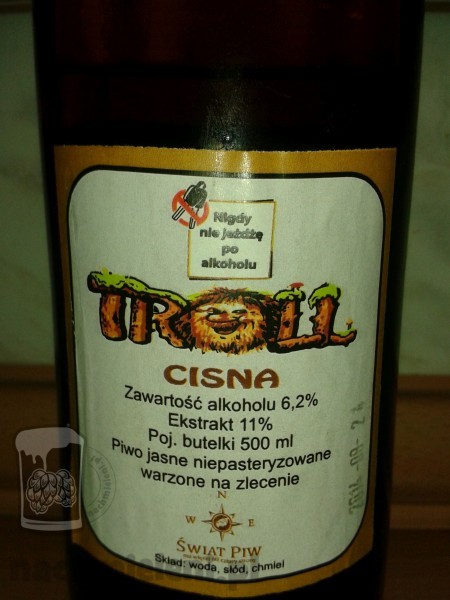 Nigdy
nie jeżdżę
po
alkoholu
TROLL
CISNA
Zawartość alkoholu 6,2%
Ekstrakt 11%
Poj. butelki 500 ml
Piwo jasne niepasteryzowane
warzone na zlecenie
N
W E
ŚWIAT PIW
Skład: woda, słód, chmiel